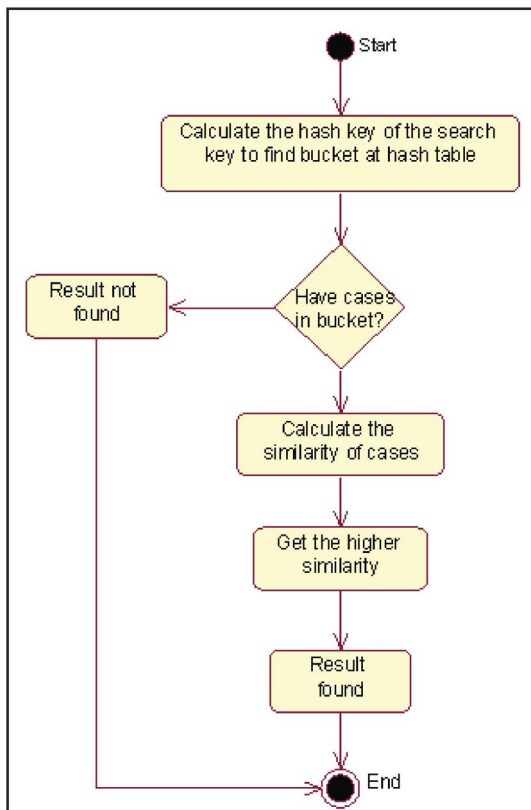 Start
Calculate the hash key of the search
key to find bucket at hash table
Have cases
in bucket?
Result not
found
Calculate the
similarity of cases
Get the higher
similarity
Result
found
End